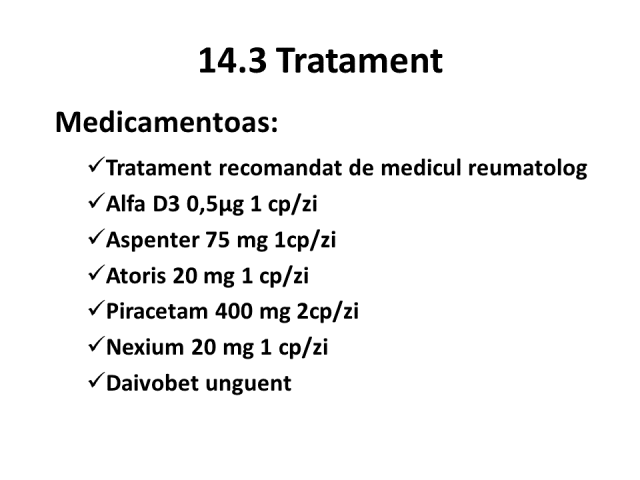 14.3 Tratament
Medicamentoas:
✓Tratament recomandat de medicul reumatolog
✓Alfa D3 0,5µg 1 cp/zi
✓Aspenter 75 mg 1cp/zi
✓Atoris 20 mg 1 cp/zi
✓Piracetam 400 mg 2cp/zi
✓Nexium 20 mg 1 cp/zi
✓Daivobet unguent